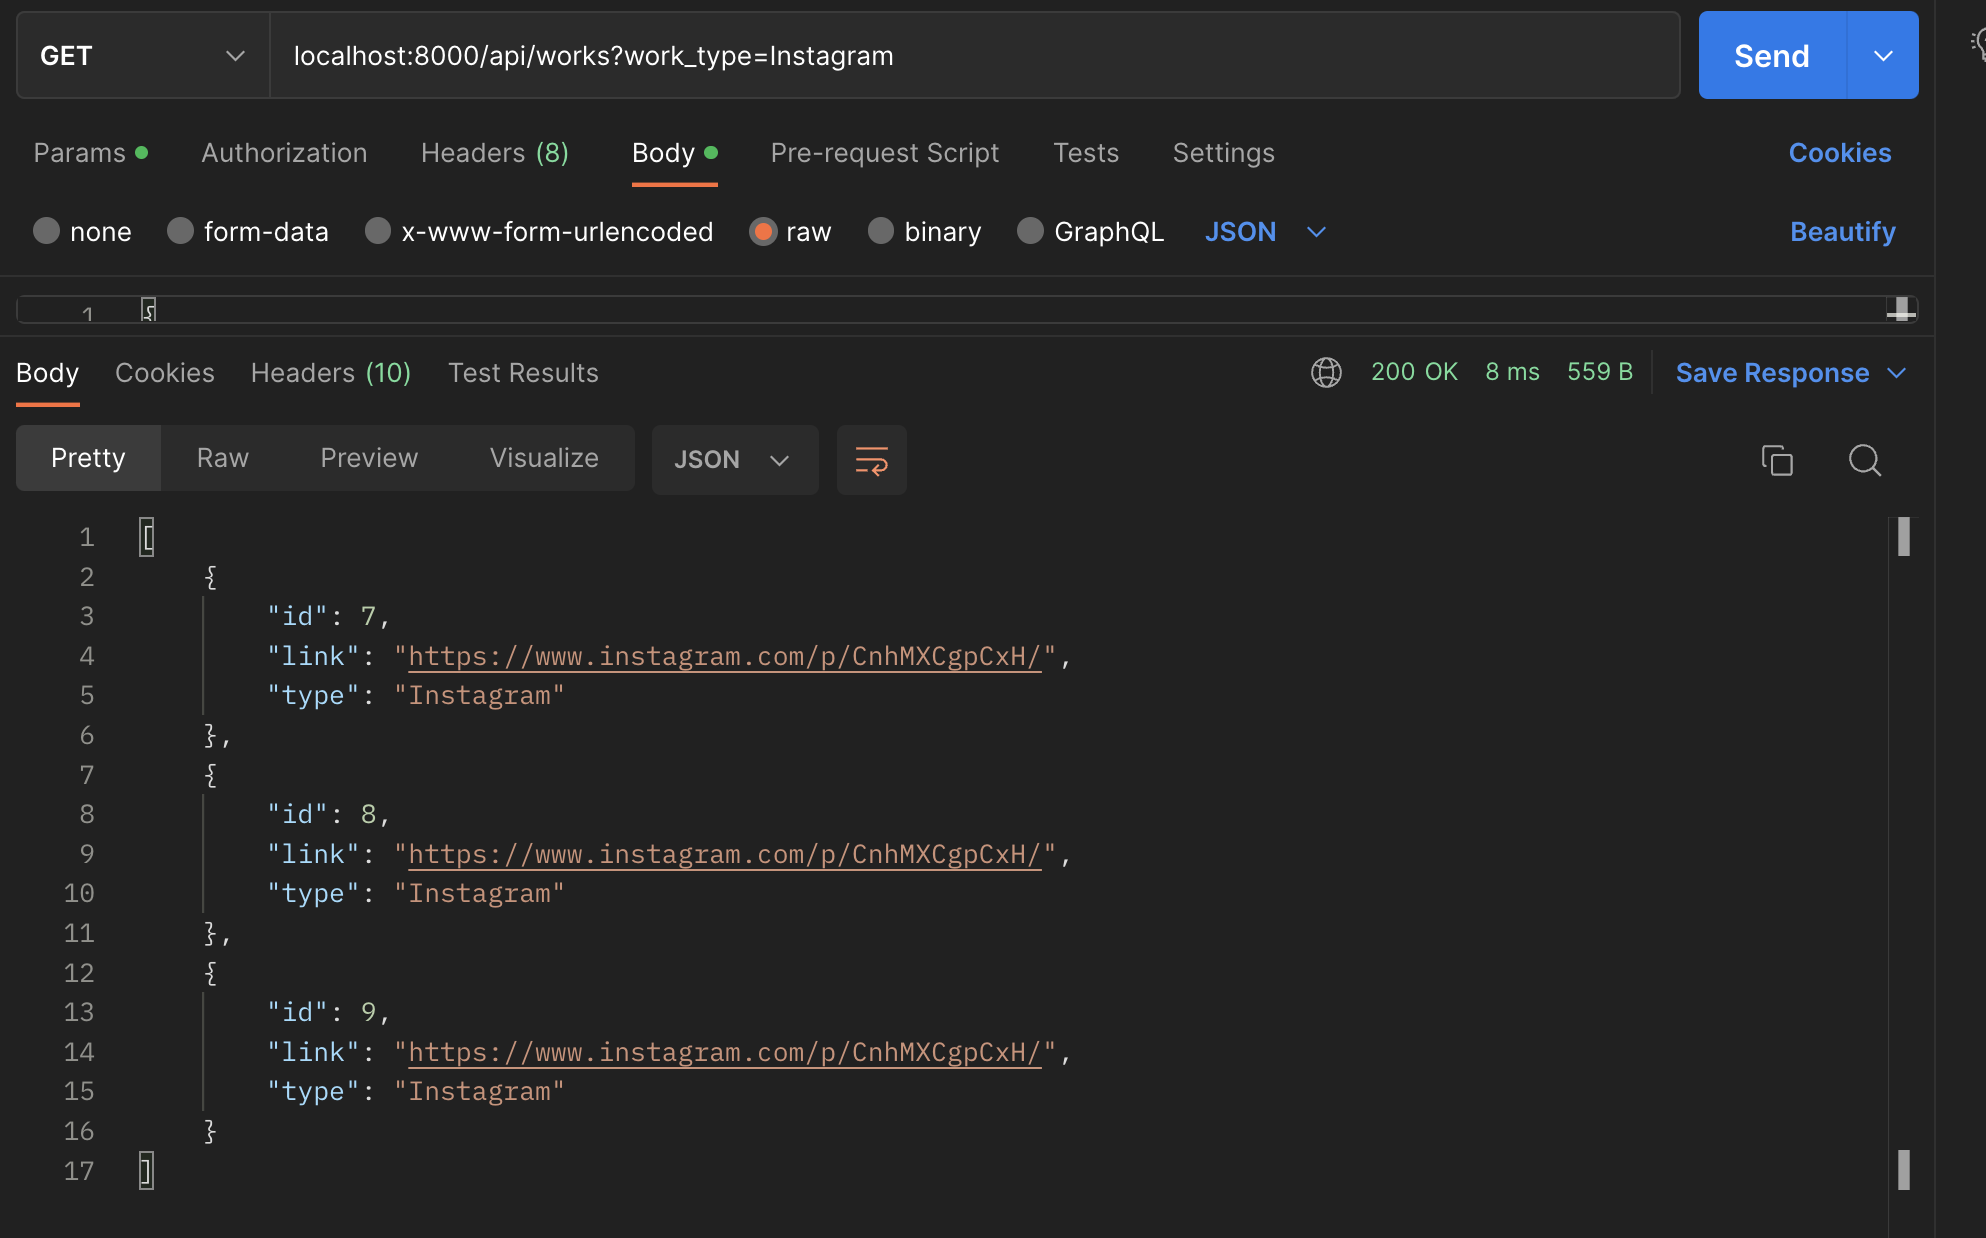 GET localhost:8000/api/works?work_type=Instagram Send
Params Authorization Headers (8) Body Pre-request Script Tests Settings Cookies
none form-data x-www-form-urlencoded raw binary GraphQL JSON Beautify
1 {
Body Cookies Headers (10) Test Results 200 OK 8 ms 559 B Save Response
Pretty Raw Preview Visualize JSON
1 [
2 {
3 "id": 7,
4 "link": "https://www.instagram.com/p/CnhMXCgpCxH/",
5 "type": "Instagram"
6 },
7 {
8 "id": 8,
9 "link": "https://www.instagram.com/p/CnhMXCgpCxH/",
10 "type": "Instagram"
11 },
12 {
13 "id": 9,
14 "link": "https://www.instagram.com/p/CnhMXCgpCxH/",
15 "type": "Instagram"
16 }
17 ]